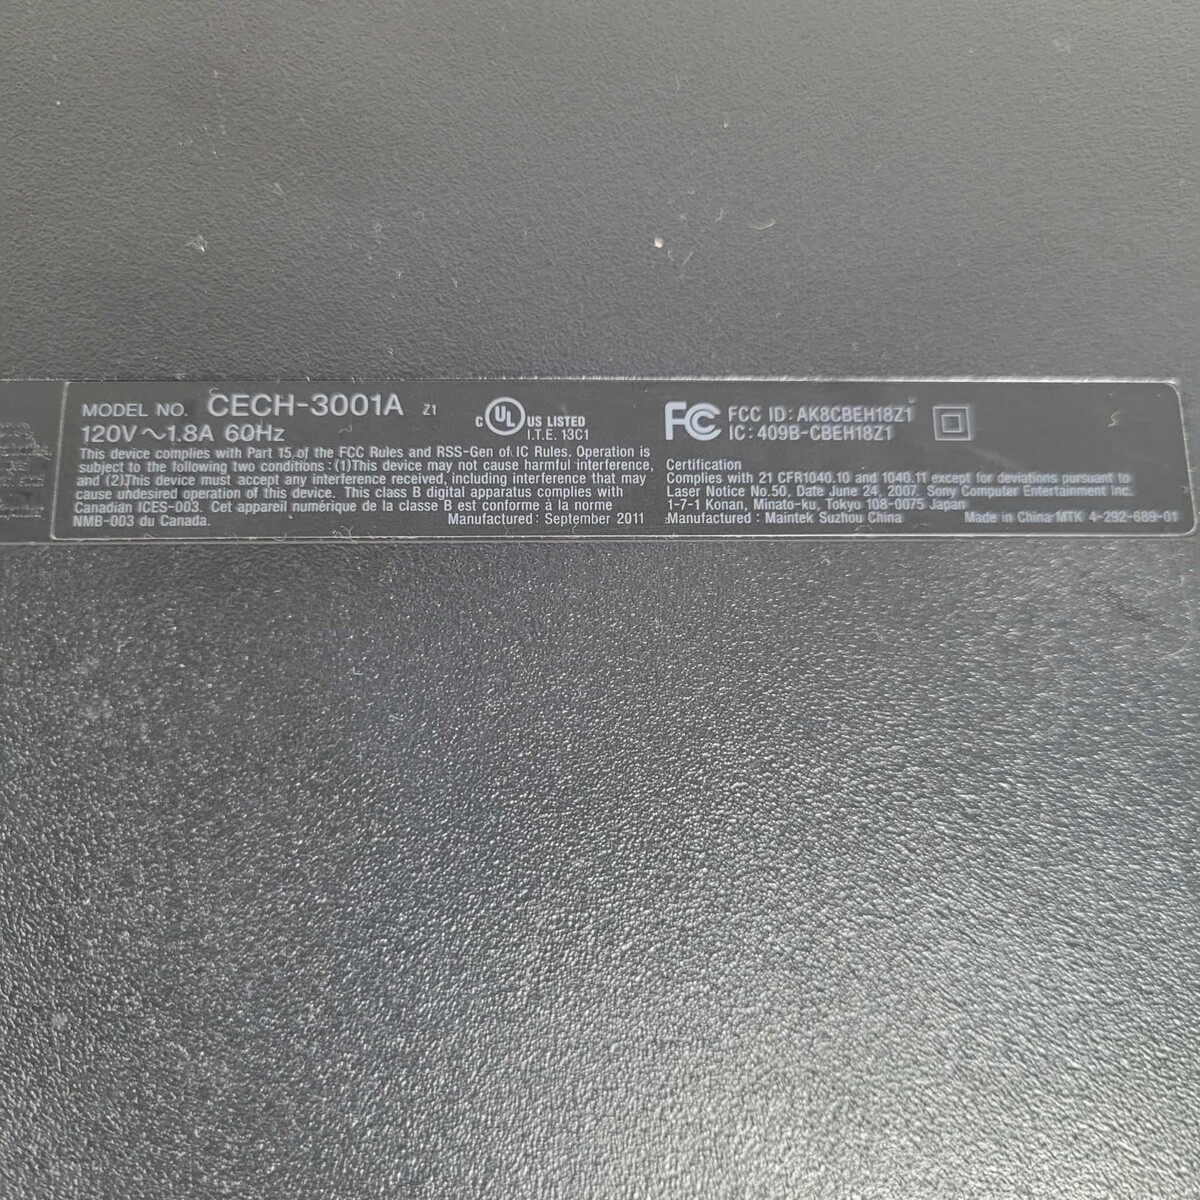 MODEL NO. CECH-3001A Z1
120V～1.8A 60Hz
c UL US LISTED
I.T.E. 13C1
This device complies with Part 15 of the FCC Rules and RSS-Gen of IC Rules. Operation is
subject to the following two conditions : (1)This device may not cause harmful interference,
and (2)This device must accept any interference received, including interference that may
cause undesired operation of this device. This class B digital apparatus complies with
Canadian ICES-003. Cet appareil numérique de la classe B est conforme à la norme
NMB-003 du Canada.
Manufactured : September 2011
FC FCC ID: AK8CBEH18Z1
IC: 409B-CBEH18Z1
Certification
Complies with 21 CFR1040.10 and 1040.11 except for deviations pursuant to
Laser Notice No.50, Date June 24, 2007. Sony Computer Entertainment Inc.
1-7-1 Konan, Minato-ku, Tokyo 108-0075 Japan
Manufactured : Maintek Suzhou China
Made in China MTK 4-292-689-01